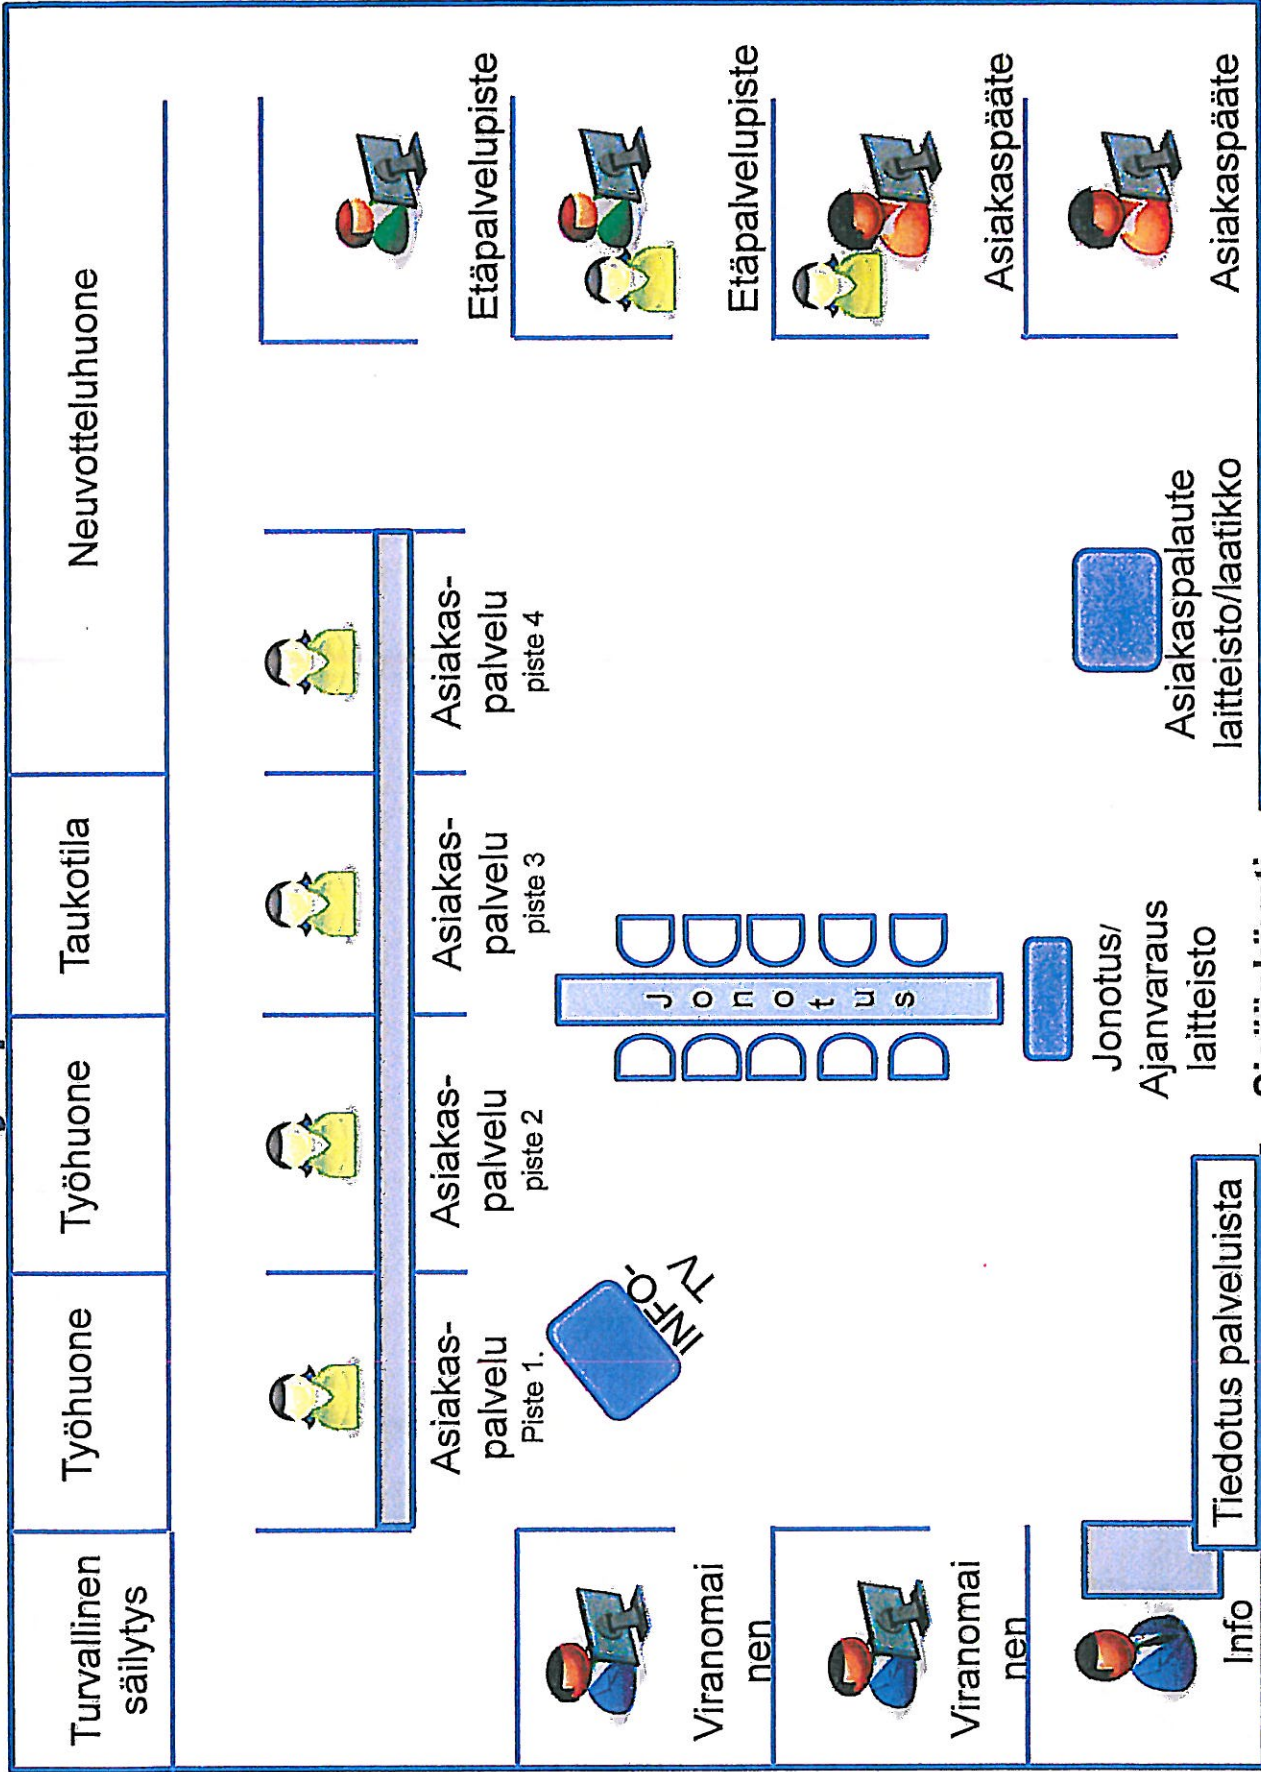 Turvallinen
säilytys
Työhuone
Työhuone
Taukotila
Neuvotteluhuone
Asiakas-
palvelu
Piste 1.
Asiakas-
palvelu
piste 2
Asiakas-
palvelu
piste 3
Asiakas-
palvelu
piste 4
Etäpalvelupiste
Etäpalvelupiste
Asiakaspääte
Asiakaspääte
Viranomai
nen
Viranomai
nen
INFO-
TV
Jonotus
Jonotus/
Ajanvaraus
laitteisto
Asiakaspalaute
laitteisto/laatikko
Info
Tiedotus palveluista